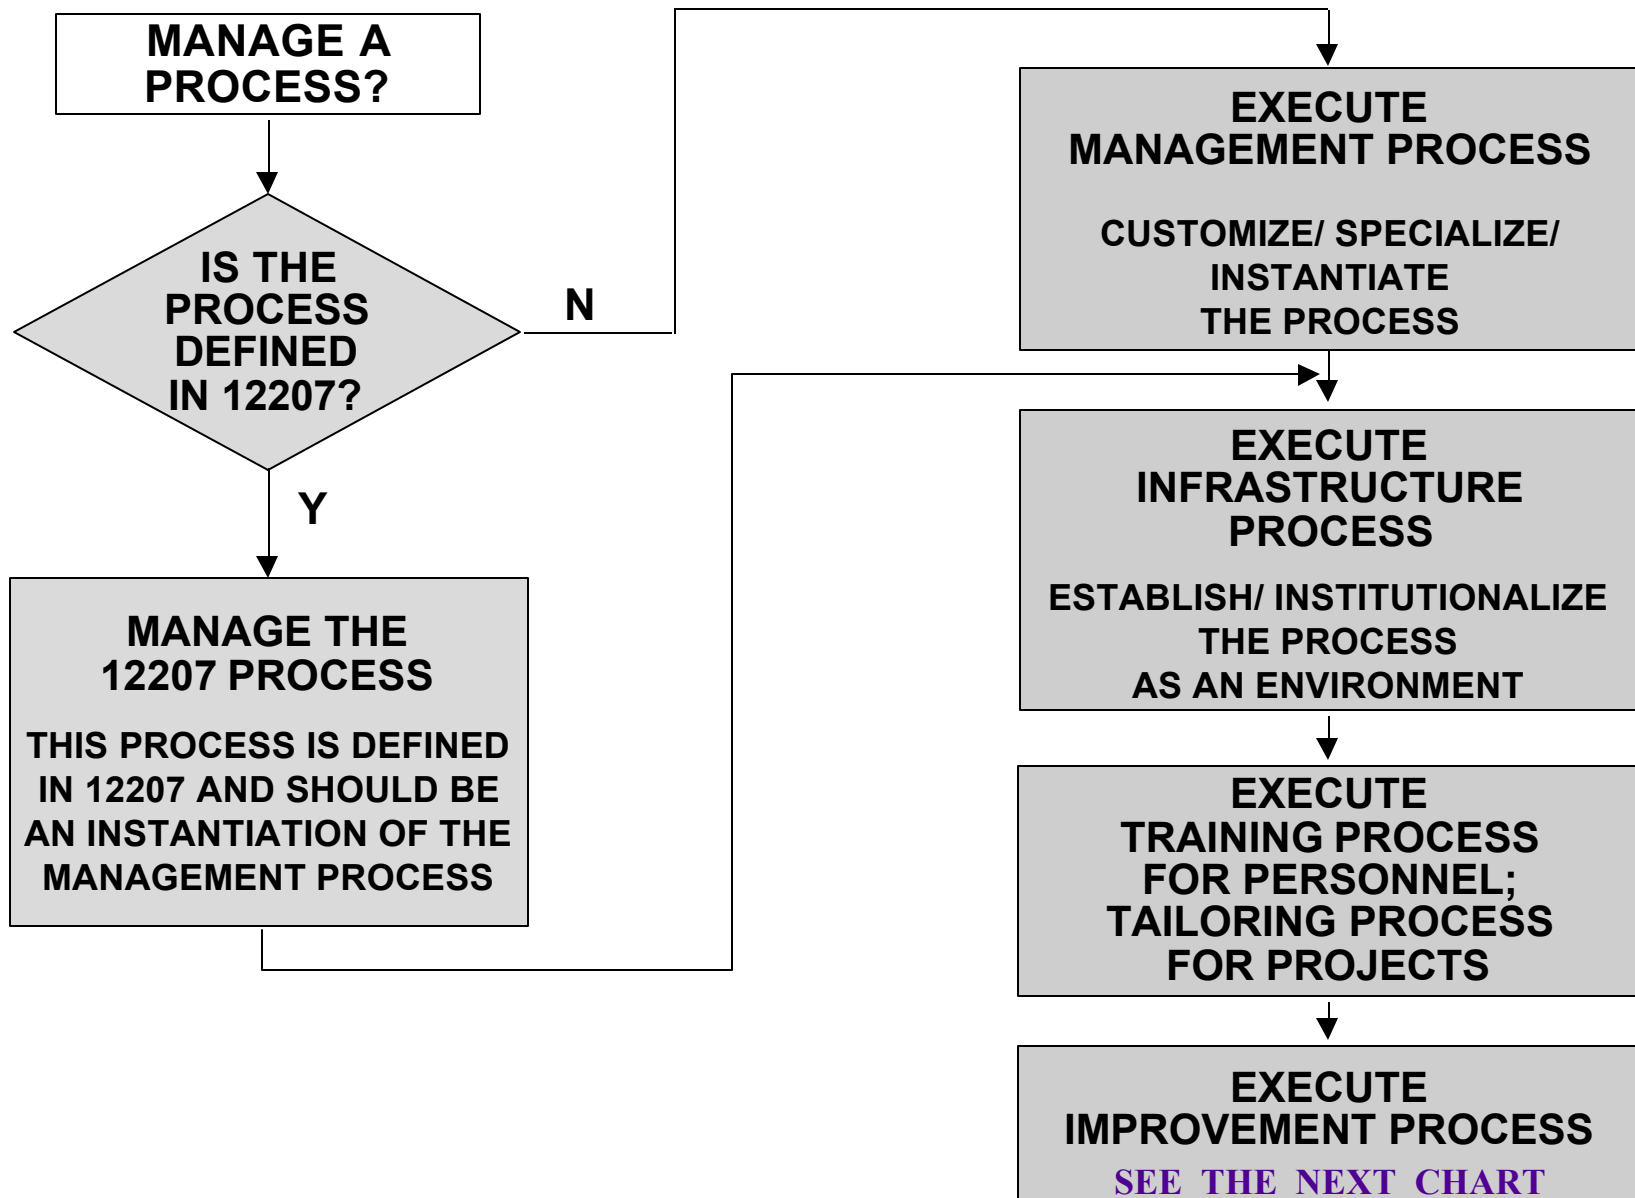 MANAGE A
PROCESS?
IS THE
PROCESS
DEFINED
IN 12207?
N
Y
MANAGE THE
12207 PROCESS
THIS PROCESS IS DEFINED
IN 12207 AND SHOULD BE
AN INSTANTIATION OF THE
MANAGEMENT PROCESS
EXECUTE
MANAGEMENT PROCESS
CUSTOMIZE/ SPECIALIZE/
INSTANTIATE
THE PROCESS
EXECUTE
INFRASTRUCTURE
PROCESS
ESTABLISH/ INSTITUTIONALIZE
THE PROCESS
AS AN ENVIRONMENT
EXECUTE
TRAINING PROCESS
FOR PERSONNEL;
TAILORING PROCESS
FOR PROJECTS
EXECUTE
IMPROVEMENT PROCESS
SEE THE NEXT CHART